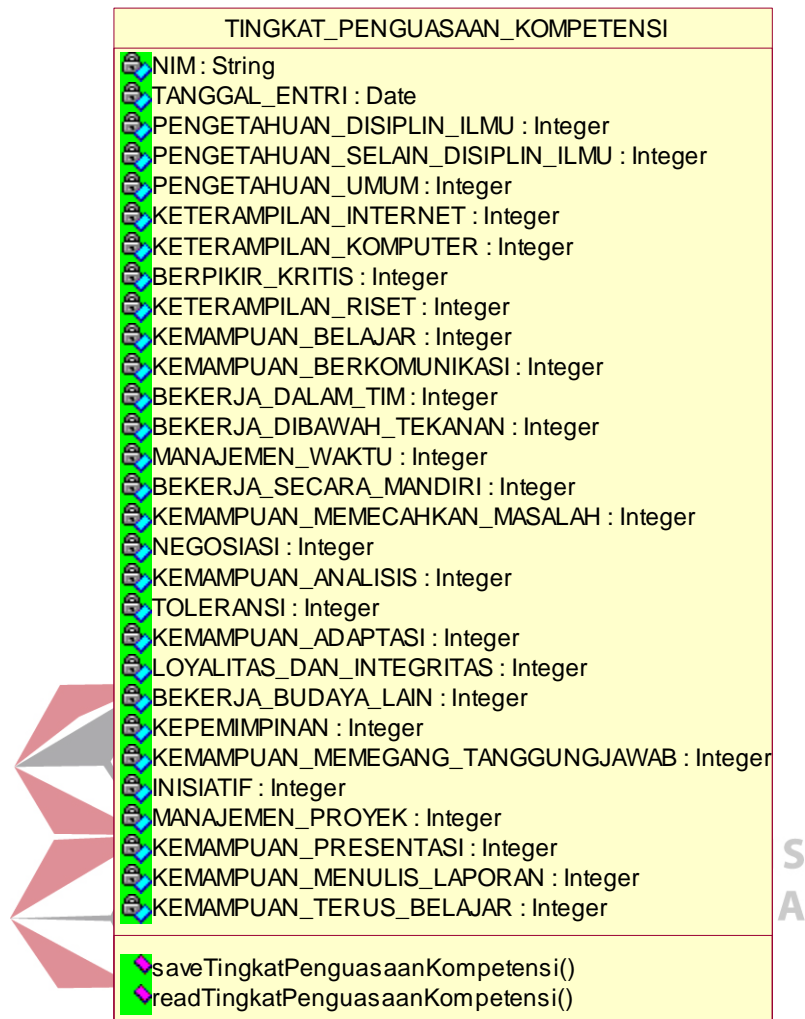 TINGKAT_PENGUASAAN_KOMPETENSI
NIM : String
TANGGAL_ENTRI : Date
PENGETAHUAN_DISIPLIN_ILMU : Integer
PENGETAHUAN_SELAIN_DISIPLIN_ILMU : Integer
PENGETAHUAN_UMUM : Integer
KETERAMPILAN_INTERNET : Integer
KETERAMPILAN_KOMPUTER : Integer
BERPIKIR_KRITIS : Integer
KETERAMPILAN_RISET : Integer
KEMAMPUAN_BELAJAR : Integer
KEMAMPUAN_BERKOMUNIKASI : Integer
BEKERJA_DALAM_TIM : Integer
BEKERJA_DIBAWAH_TEKANAN : Integer
MANAJEMEN_WAKTU : Integer
BEKERJA_SECARA_MANDIRI : Integer
KEMAMPUAN_MEMECAHKAN_MASALAH : Integer
NEGOSIASI : Integer
KEMAMPUAN_ANALISIS : Integer
TOLERANSI : Integer
KEMAMPUAN_ADAPTASI : Integer
LOYALITAS_DAN_INTEGRITAS : Integer
BEKERJA_BUDAYA_LAIN : Integer
KEPEMIMPINAN : Integer
KEMAMPUAN_MEMEGANG_TANGGUNGJAWAB : Integer
INISIATIF : Integer
MANAJEMEN_PROYEK : Integer
KEMAMPUAN_PRESENTASI : Integer
S
KEMAMPUAN_MENULIS_LAPORAN : Integer
KEMAMPUAN_TERUS_BELAJAR : Integer
A
saveTingkatPenguasaanKompetensi()
readTingkatPenguasaanKompetensi()